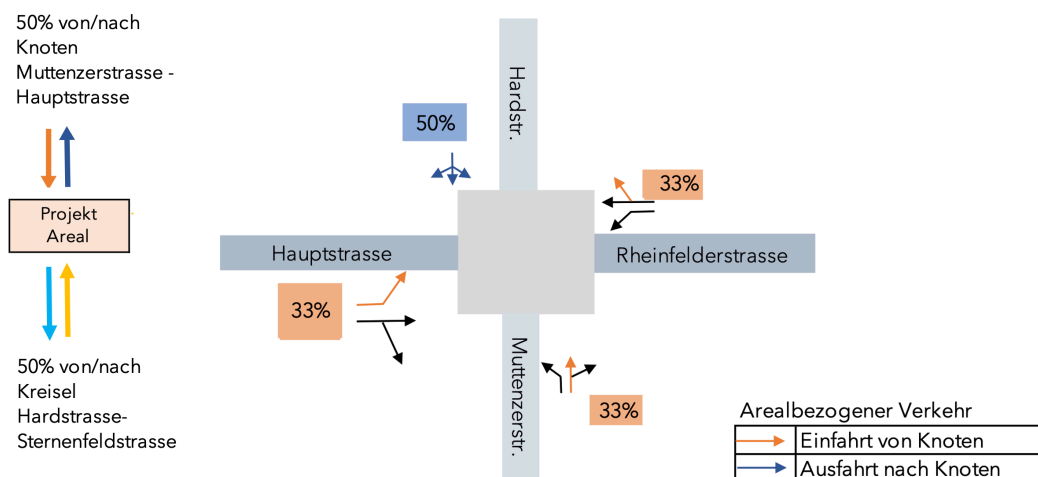 50% von/nach
Knoten
Muttenzerstrasse -
Hauptstrasse
Projekt
Areal
50% von/nach
Kreisel
Hardstrasse-
Sternenfeldstrasse
Hardstr.
50%
33%
Hauptstrasse
Rheinfelderstrasse
33%
Muttenzerstr.
33%
Arealbezogener Verkehr
Einfahrt von Knoten
Ausfahrt nach Knoten